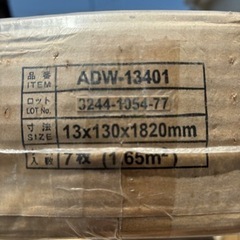 品番 ITEM ADW-13401
ロット LOT No. 3244-1054-77
寸法 SIZE 13x130x1820mm
入数 7枚 (1.65m²)